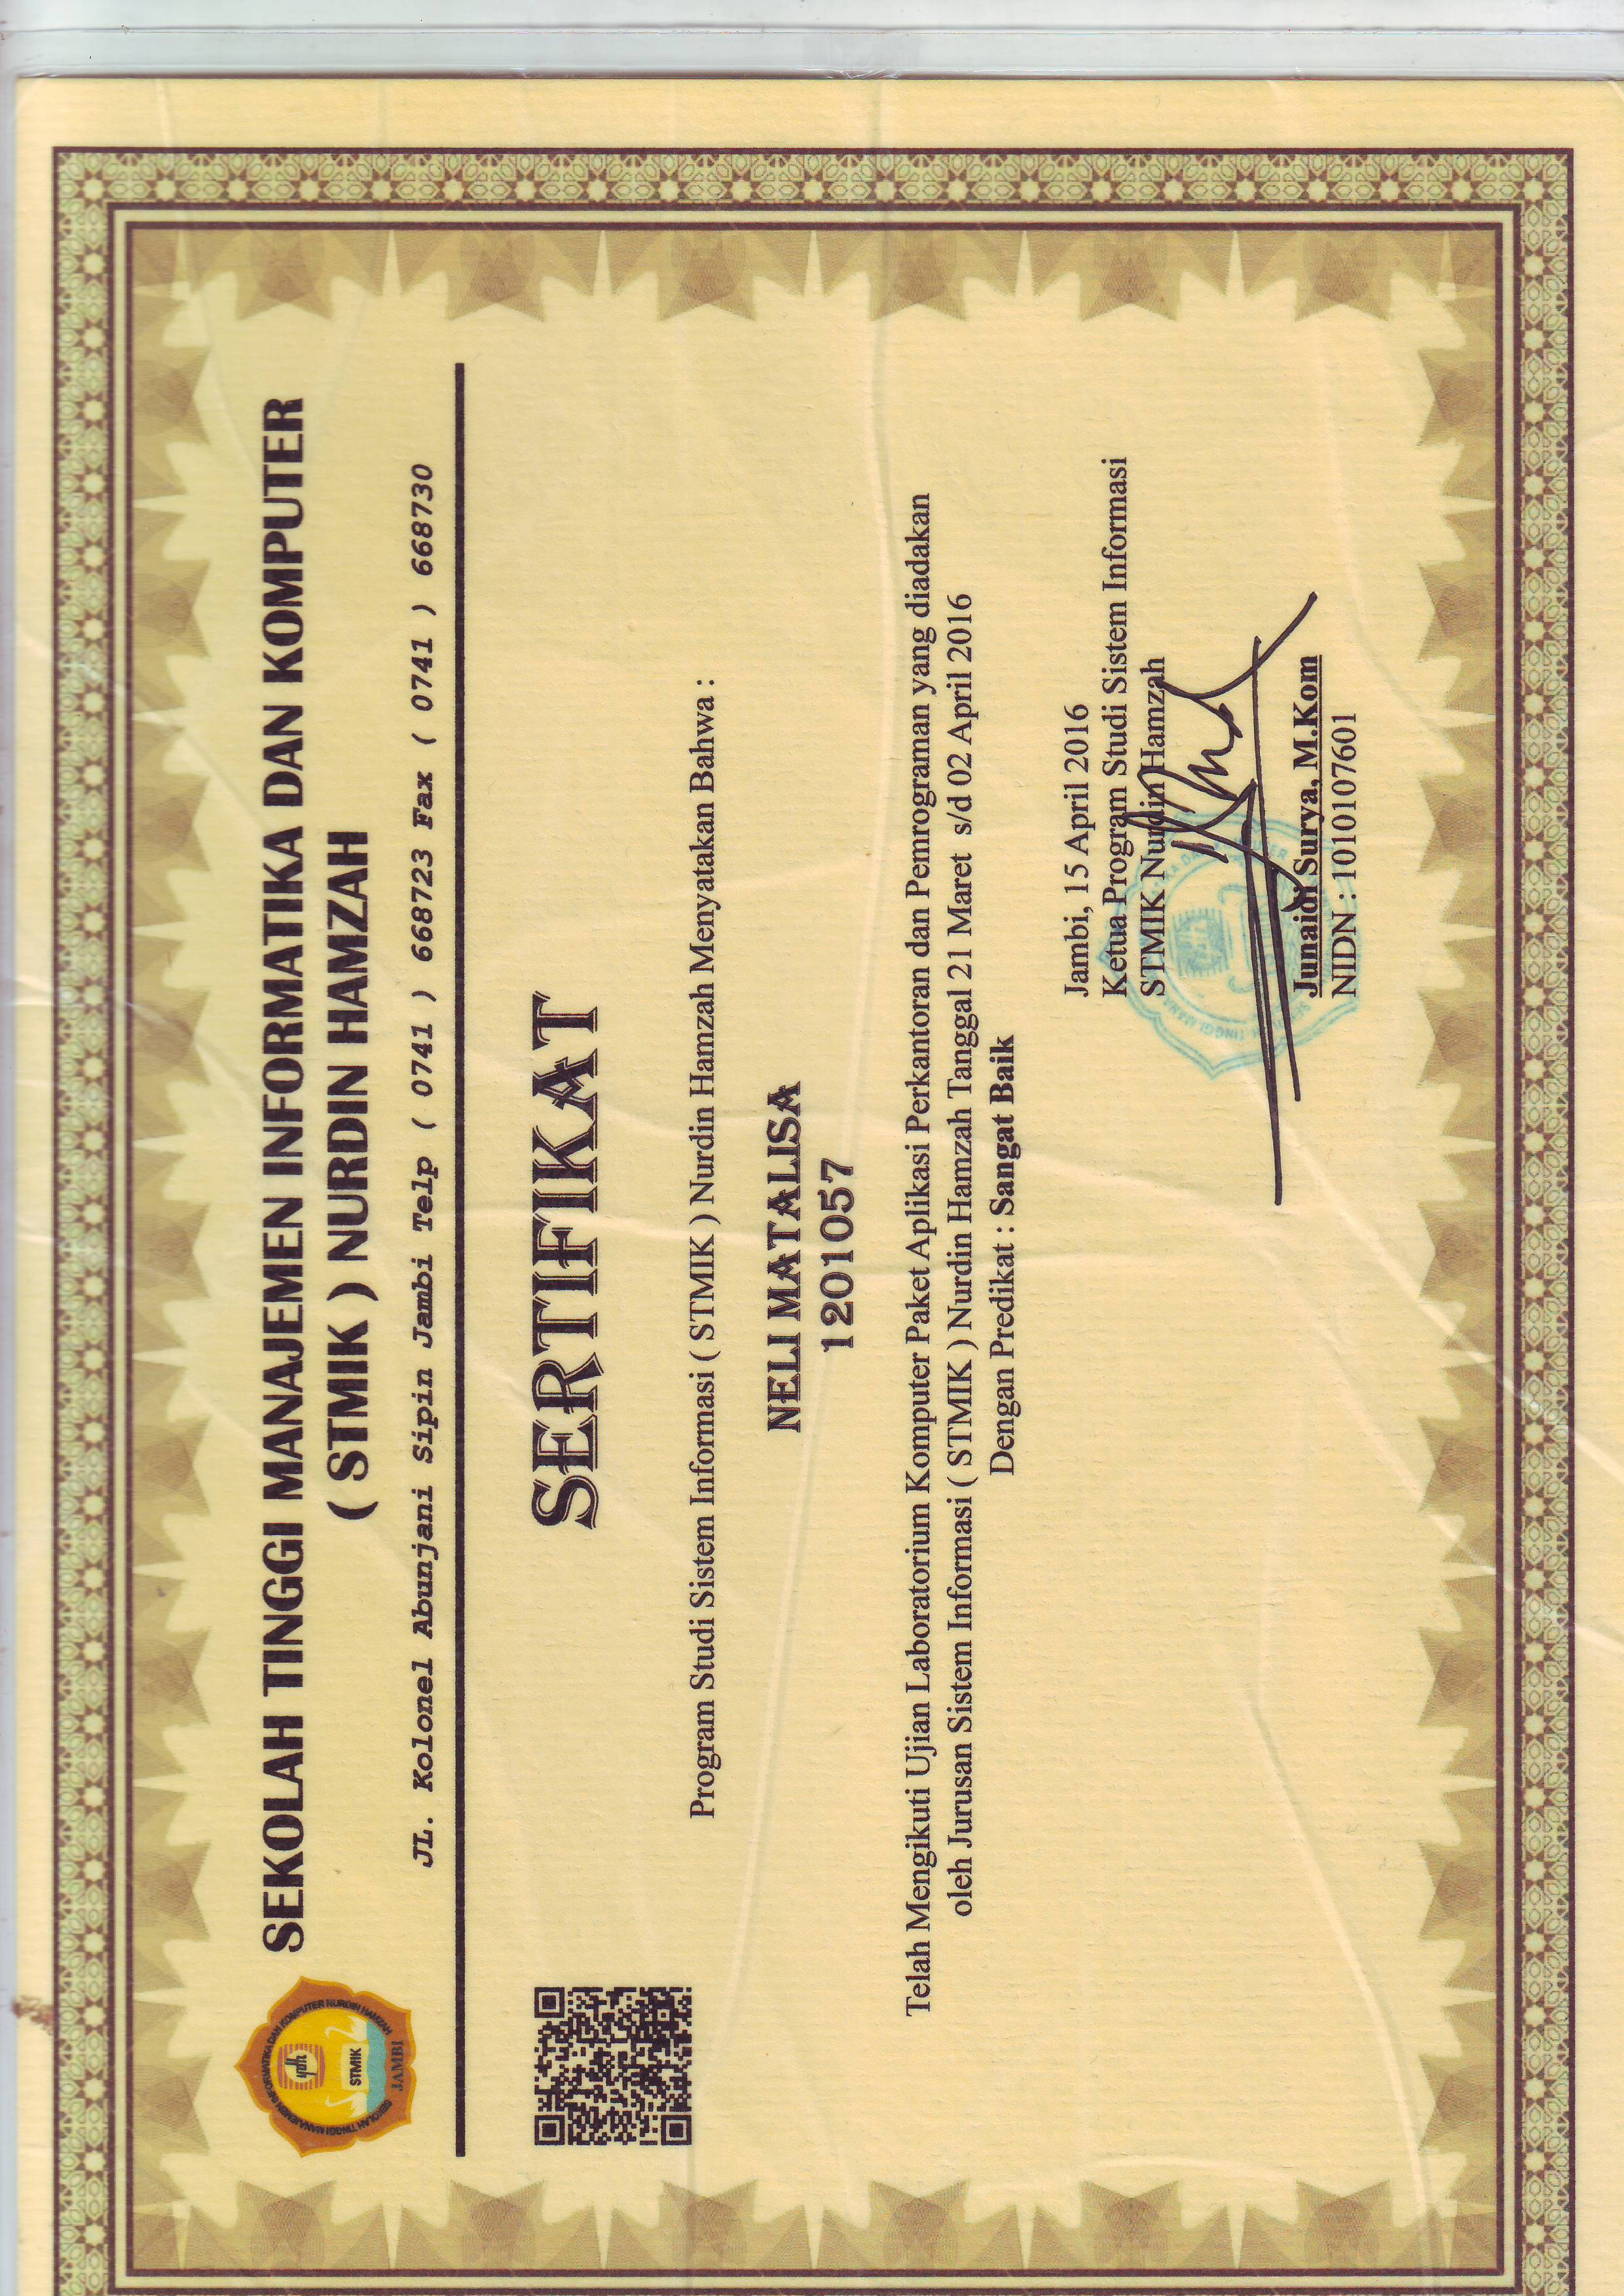 SEKOLAH TINGGI MANAJEMEN INFORMATIKA DAN KOMPUTER
( STMIK ) NURDIN HAMZAH
JL. Kolonel Abunjani Sipin Jambi Telp ( 0741 ) 668723 Fax ( 0741 ) 668730
SEKOLAH TINGGI MANAJEMEN INFORMATIKA DAN KOMPUTER NURDIN HAMZAH
ydh
STMIK
JAMBI
SERTIFIKAT
Program Studi Sistem Informasi ( STMIK ) Nurdin Hamzah Menyatakan Bahwa :
NELI MATALISA
1201057
Telah Mengikuti Ujian Laboratorium Komputer Paket Aplikasi Perkantoran dan Pemrograman yang diadakan
oleh Jurusan Sistem Informasi ( STMIK ) Nurdin Hamzah Tanggal 21 Maret s/d 02 April 2016
Dengan Predikat : Sangat Baik
Jambi, 15 April 2016
Ketua Program Studi Sistem Informasi
STMIK Nurdin Hamzah
Junaidi Surya, M.Kom
NIDN : 1010107601